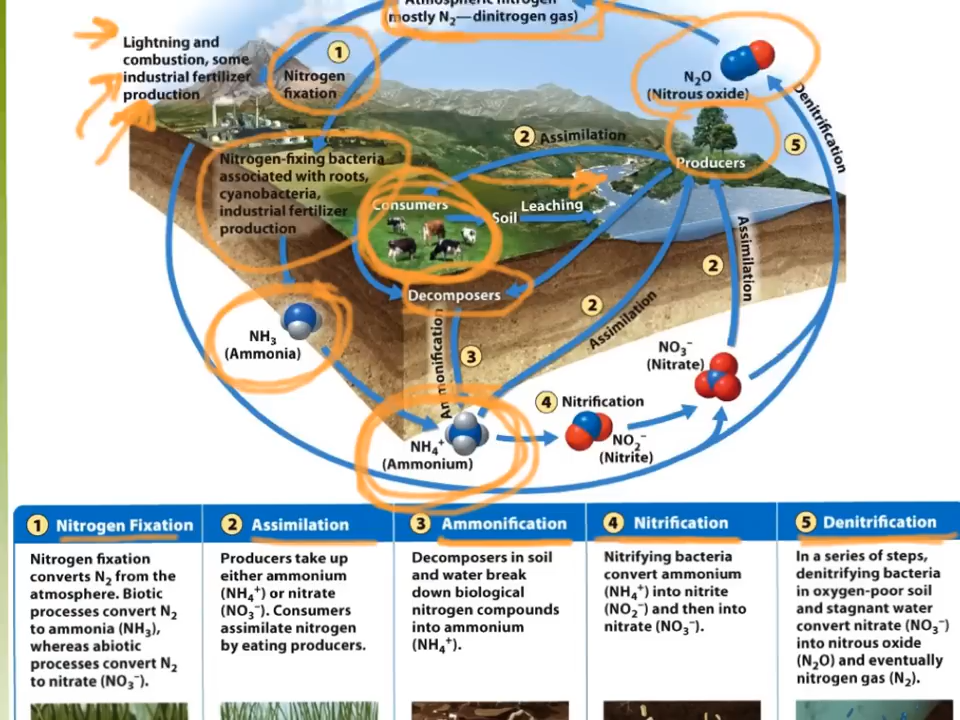 Atmospheric nitrogen
mostly N₂—dinitrogen gas)
Lightning and
combustion, some
industrial fertilizer
production
1
Nitrogen
fixation
N₂O
(Nitrous oxide)
Denitrification
5
2 Assimilation
Producers
Nitrogen-fixing bacteria
associated with roots,
cyanobacteria,
industrial fertilizer
production
Consumers
Soil
Leaching
Assimilation
2
Decomposers
2
Assimilation
NH₃
(Ammonia)
Ammonification
3
NO₃⁻
(Nitrate)
4 Nitrification
NH₄⁺
(Ammonium)
NO₂⁻
(Nitrite)
1 Nitrogen Fixation
Nitrogen fixation
converts N₂ from the
atmosphere. Biotic
processes convert N₂
to ammonia (NH₃),
whereas abiotic
processes convert N₂
to nitrate (NO₃⁻).
2 Assimilation
Producers take up
either ammonium
(NH₄⁺) or nitrate
(NO₃⁻). Consumers
assimilate nitrogen
by eating producers.
3 Ammonification
Decomposers in soil
and water break
down biological
nitrogen compounds
into ammonium
(NH₄⁺).
4 Nitrification
Nitrifying bacteria
convert ammonium
(NH₄⁺) into nitrite
(NO₂⁻) and then into
nitrate (NO₃⁻).
5 Denitrification
In a series of steps,
denitrifying bacteria
in oxygen-poor soil
and stagnant water
convert nitrate (NO₃⁻)
into nitrous oxide
(N₂O) and eventually
nitrogen gas (N₂).